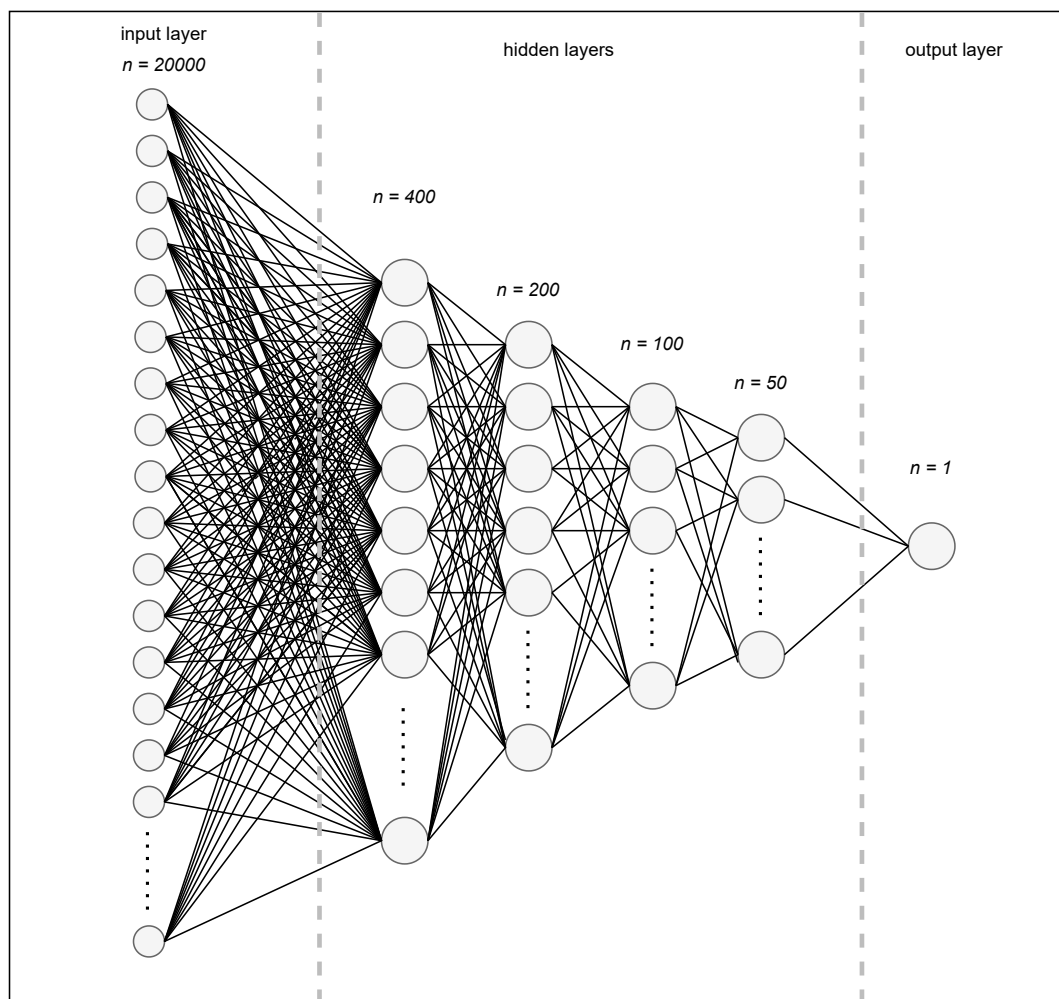 input layer
n = 20000
hidden layers
output layer
n = 400
n = 200
n = 100
n = 50
n = 1